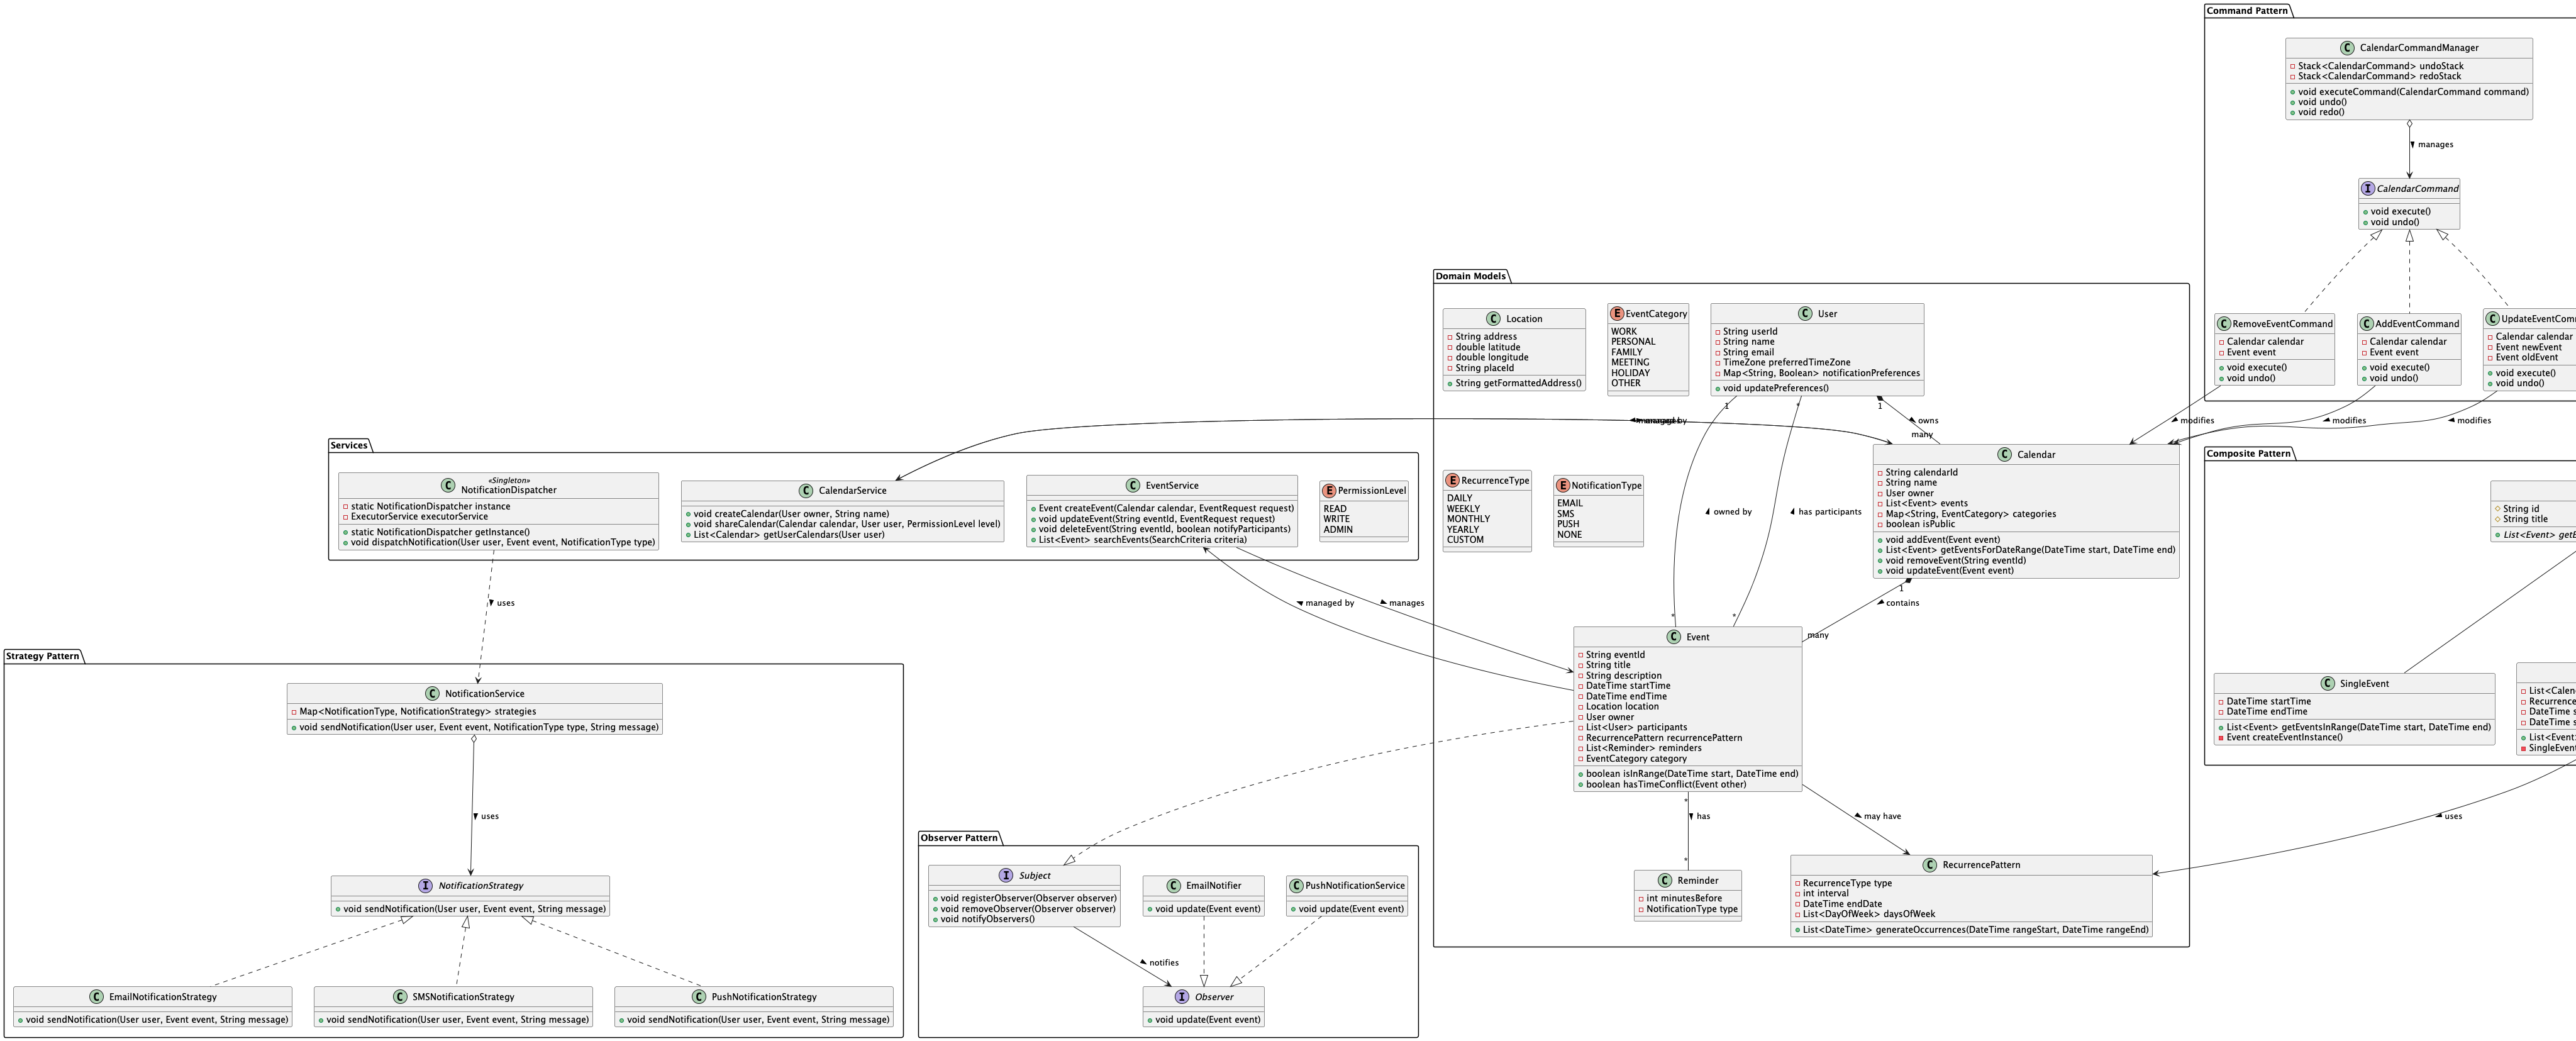 Command Pattern
CalendarCommandManager
Stack<CalendarCommand> undoStack
Stack<CalendarCommand> redoStack
void executeCommand(CalendarCommand command)
void undo()
void redo()
manages
CalendarCommand
void execute()
void undo()
RemoveEventCommand
Calendar calendar
Event event
void execute()
void undo()
AddEventCommand
Calendar calendar
Event event
void execute()
void undo()
UpdateEventComm
Calendar calendar
Event newEvent
Event oldEvent
void execute()
void undo()
modifies
modifies
modifies
Domain Models
Location
String address
double latitude
double longitude
String placeId
String getFormattedAddress()
EventCategory
WORK
PERSONAL
FAMILY
MEETING
HOLIDAY
OTHER
User
String userId
String name
String email
TimeZone preferredTimeZone
Map<String, Boolean> notificationPreferences
void updatePreferences()
1
*
1
owns
many
managed by
RecurrenceType
DAILY
WEEKLY
MONTHLY
YEARLY
CUSTOM
NotificationType
EMAIL
SMS
PUSH
NONE
Calendar
String calendarId
String name
User owner
List<Event> events
Map<String, EventCategory> categories
boolean isPublic
void addEvent(Event event)
List<Event> getEventsForDateRange(DateTime start, DateTime end)
void removeEvent(String eventId)
void updateEvent(Event event)
owned by
has participants
1
contains
many
*
*
Event
String eventId
String title
String description
DateTime startTime
DateTime endTime
Location location
User owner
List<User> participants
RecurrencePattern recurrencePattern
List<Reminder> reminders
EventCategory category
boolean isInRange(DateTime start, DateTime end)
boolean hasTimeConflict(Event other)
*
has
*
may have
Reminder
int minutesBefore
NotificationType type
RecurrencePattern
RecurrenceType type
int interval
DateTime endDate
List<DayOfWeek> daysOfWeek
List<DateTime> generateOccurrences(DateTime rangeStart, DateTime rangeEnd)
Services
«Singleton»
NotificationDispatcher
static NotificationDispatcher instance
ExecutorService executorService
static NotificationDispatcher getInstance()
void dispatchNotification(User user, Event event, NotificationType type)
CalendarService
void createCalendar(User owner, String name)
void shareCalendar(Calendar calendar, User user, PermissionLevel level)
List<Calendar> getUserCalendars(User user)
EventService
Event createEvent(Calendar calendar, EventRequest request)
void updateEvent(String eventId, EventRequest request)
void deleteEvent(String eventId, boolean notifyParticipants)
List<Event> searchEvents(SearchCriteria criteria)
PermissionLevel
READ
WRITE
ADMIN
uses
managed by
manages
Composite Pattern
String id
String title
List<Event> getE
SingleEvent
DateTime startTime
DateTime endTime
List<Event> getEventsInRange(DateTime start, DateTime end)
Event createEventInstance()
List<Calen
Recurrence
DateTime s
DateTime s
List<Event
SingleEvent
uses
Strategy Pattern
NotificationService
Map<NotificationType, NotificationStrategy> strategies
void sendNotification(User user, Event event, NotificationType type, String message)
uses
NotificationStrategy
void sendNotification(User user, Event event, String message)
EmailNotificationStrategy
void sendNotification(User user, Event event, String message)
SMSNotificationStrategy
void sendNotification(User user, Event event, String message)
PushNotificationStrategy
void sendNotification(User user, Event event, String message)
Observer Pattern
Subject
void registerObserver(Observer observer)
void removeObserver(Observer observer)
void notifyObservers()
EmailNotifier
void update(Event event)
PushNotificationService
void update(Event event)
notifies
Observer
void update(Event event)